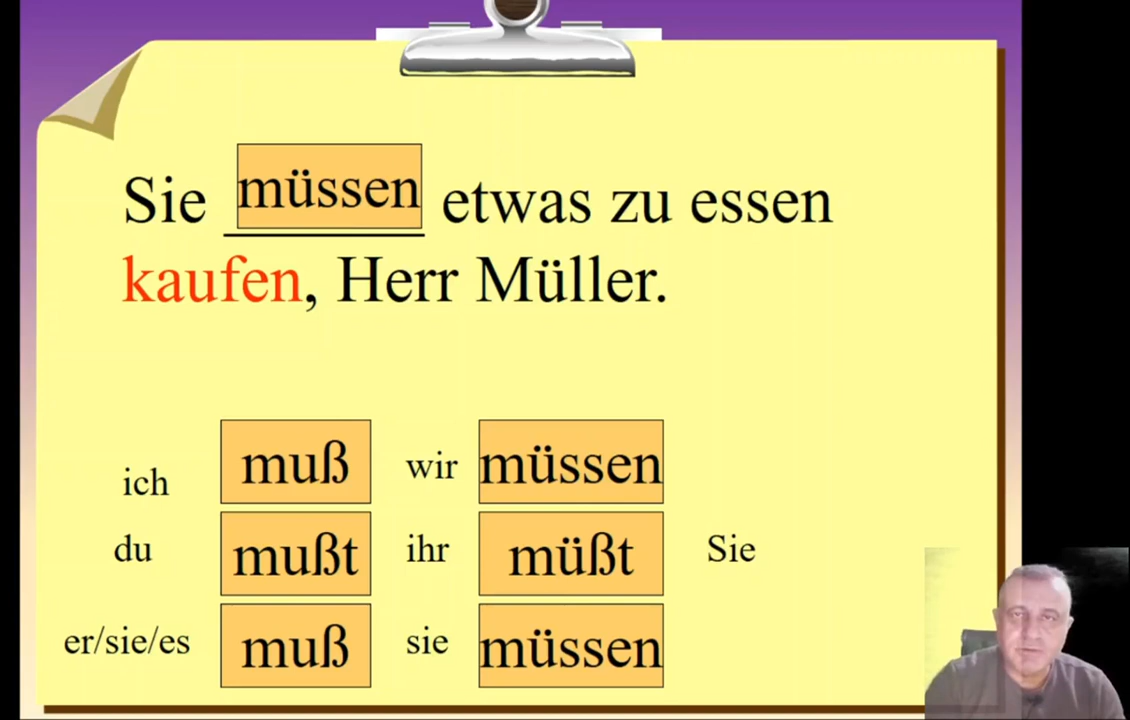 Sie müssen etwas zu essen
kaufen, Herr Müller.
ich muß wir müssen
du mußt ihr müßt Sie
er/sie/es muß sie müssen